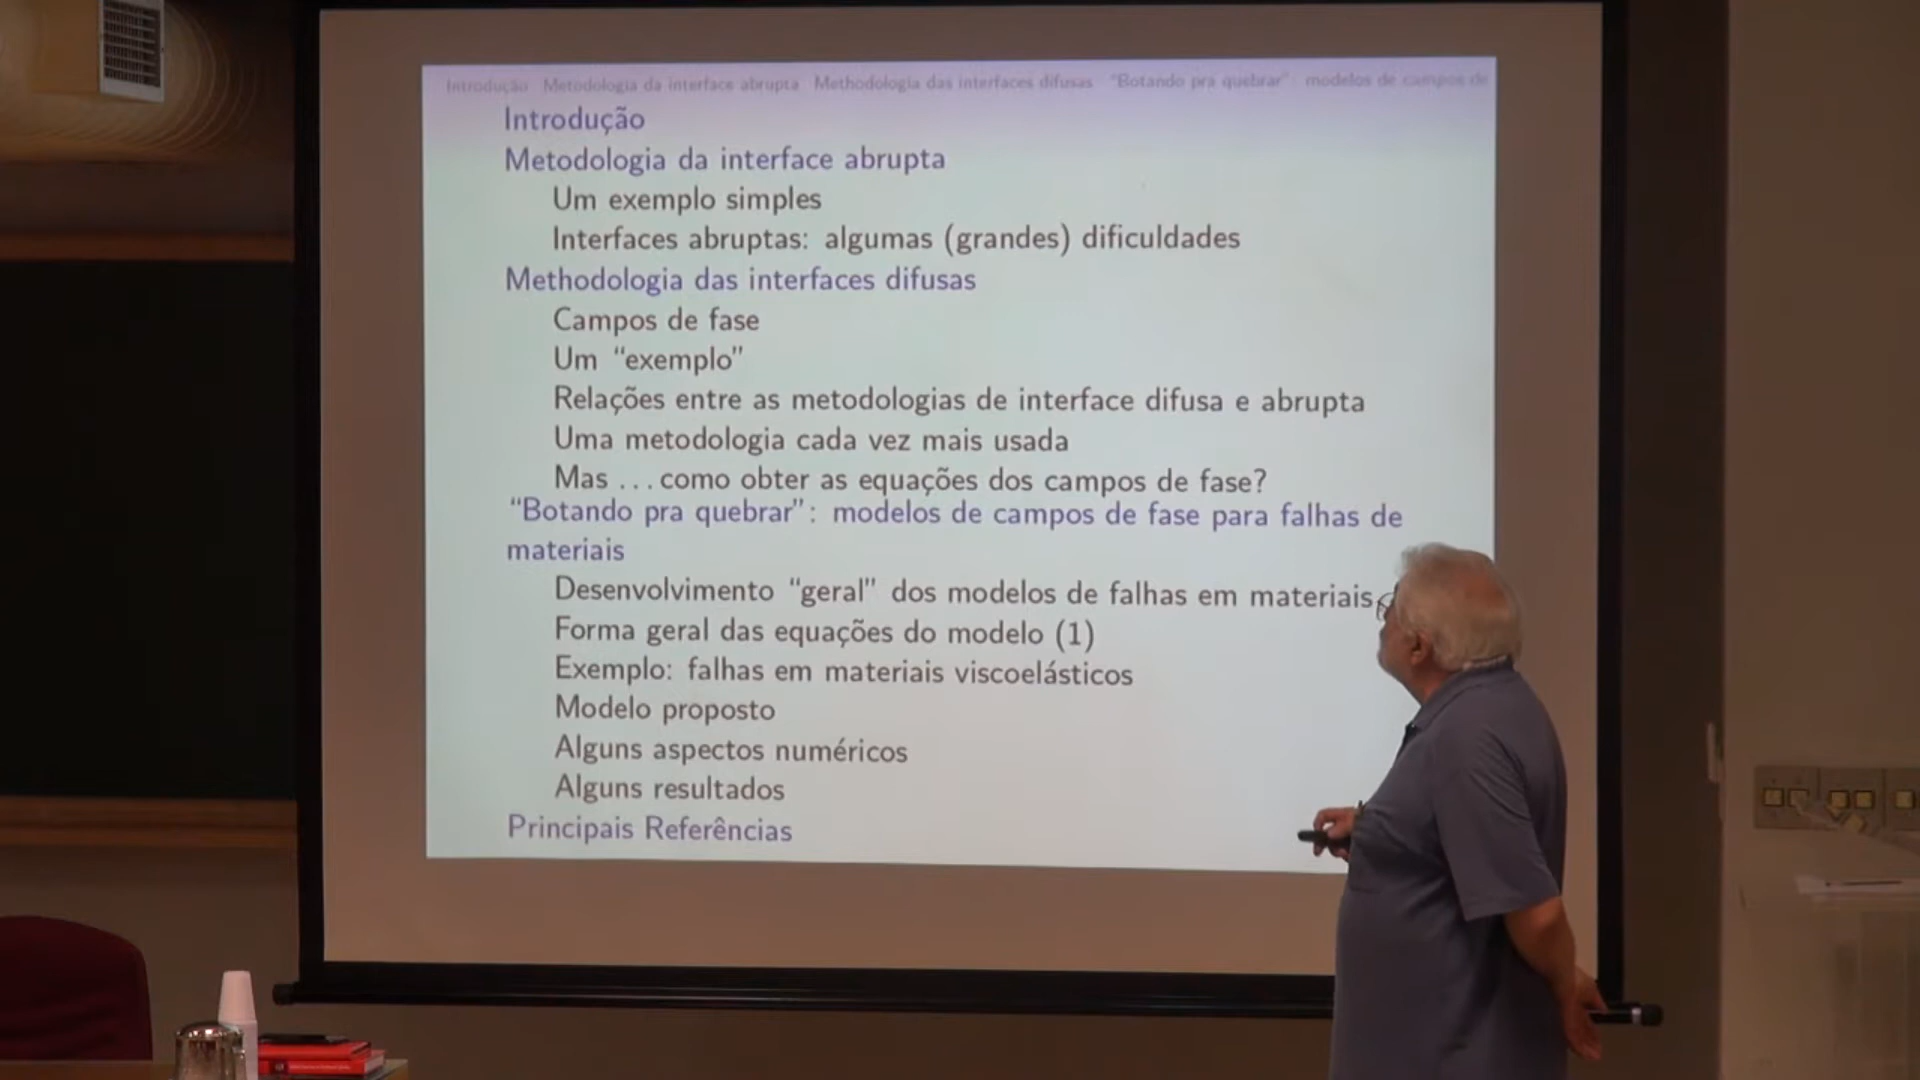 Introdução Metodologia da interface abrupta Methodologia das interfaces difusas "Botando pra quebrar": modelos de campos de
Introdução
Metodologia da interface abrupta
Um exemplo simples
Interfaces abruptas: algumas (grandes) dificuldades
Methodologia das interfaces difusas
Campos de fase
Um “exemplo”
Relações entre as metodologias de interface difusa e abrupta
Uma metodologia cada vez mais usada
Mas ... como obter as equações dos campos de fase?
“Botando pra quebrar”: modelos de campos de fase para falhas de
materiais
Desenvolvimento “geral” dos modelos de falhas em materiais
Forma geral das equações do modelo (1)
Exemplo: falhas em materiais viscoelásticos
Modelo proposto
Alguns aspectos numéricos
Alguns resultados
Principais Referências